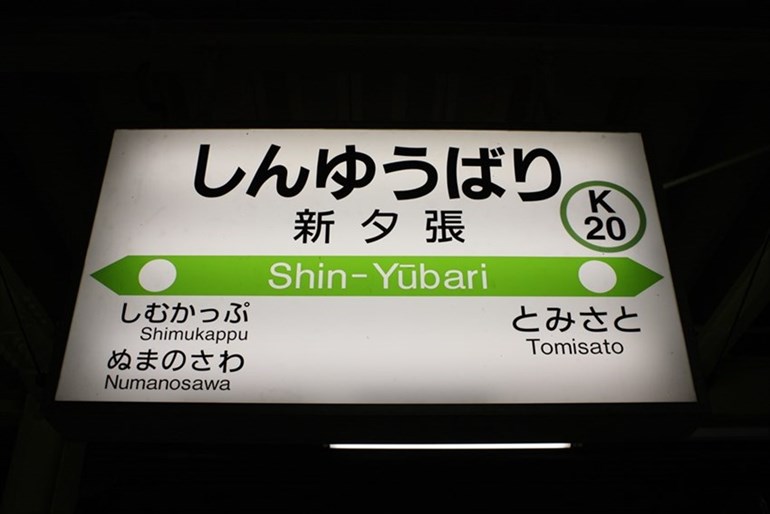 しんゆうばり
新夕張
K
20
Shin-Yūbari
しむかっぷ
Shimukappu
ぬまのさわ
Numanosawa
とみさと
Tomisato